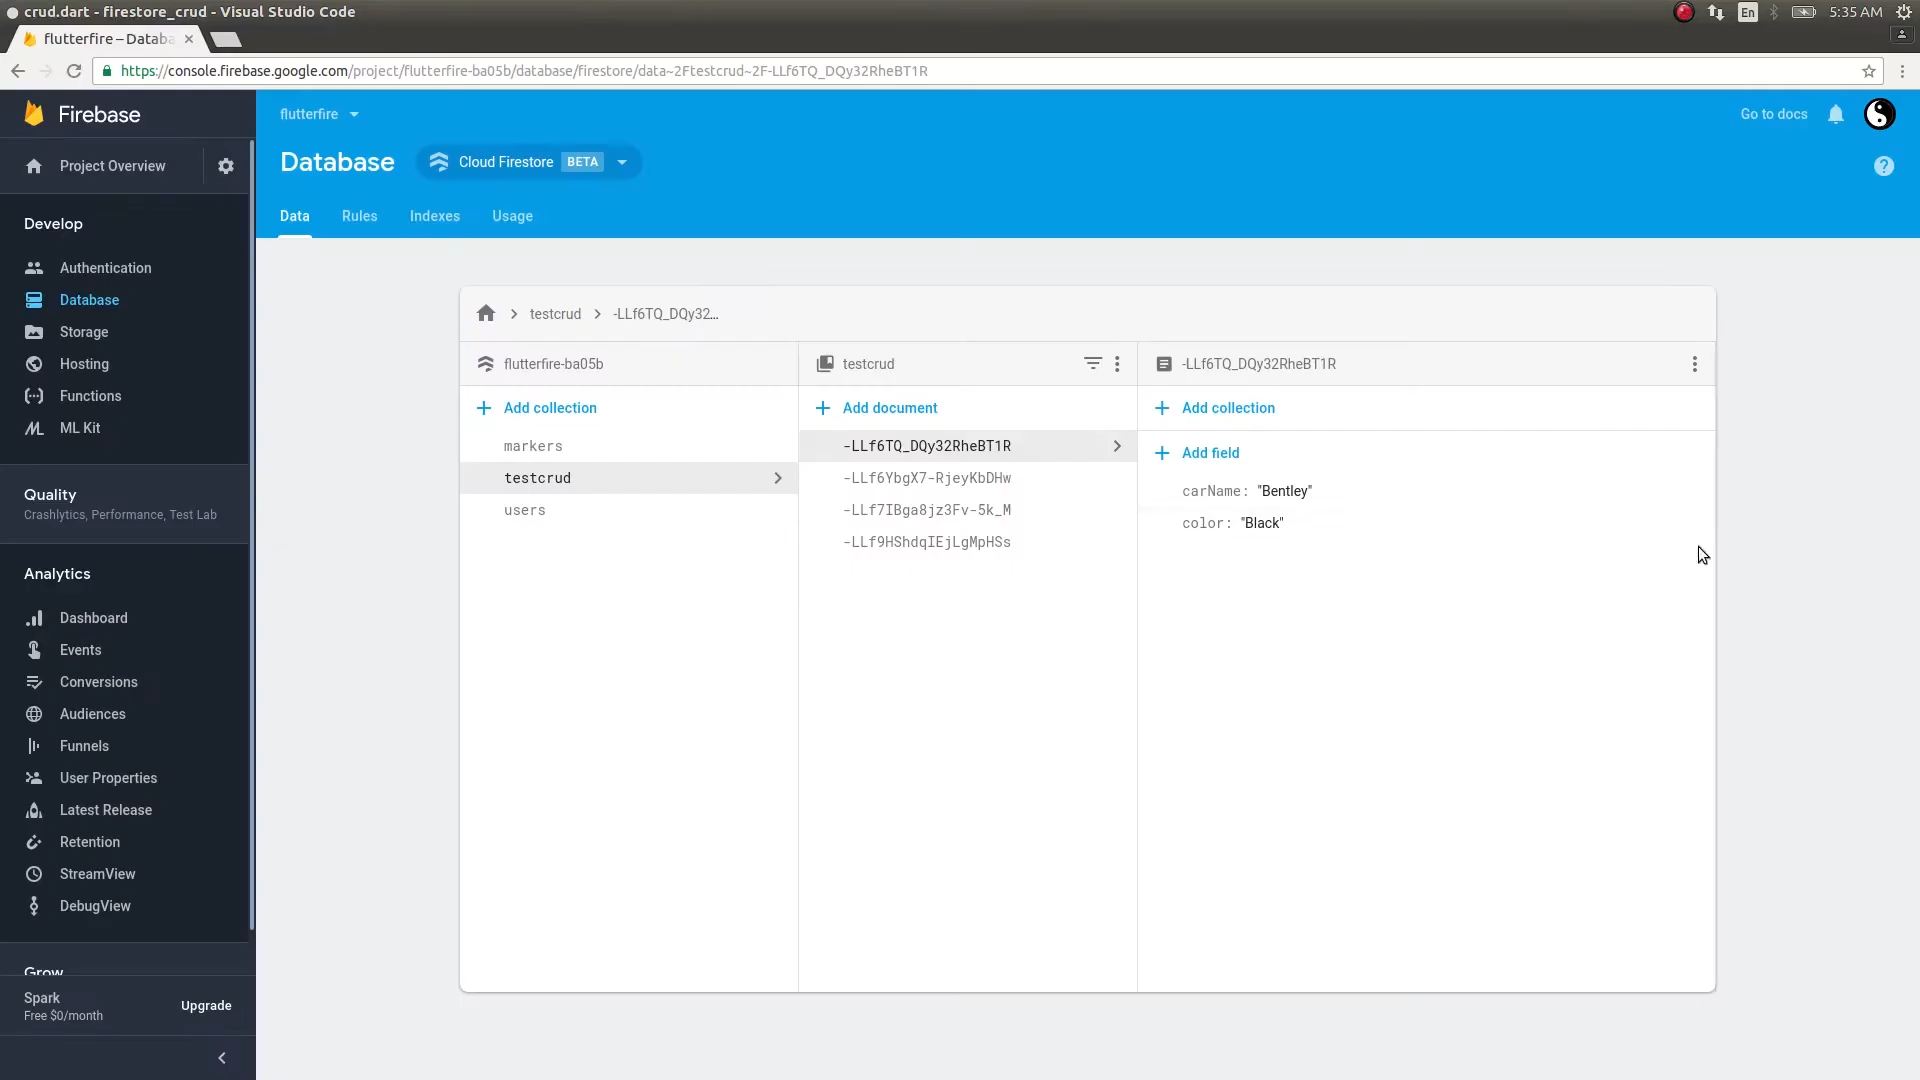 crud.dart - firestore_crud - Visual Studio Code
En
5:35 AM
flutterfire – Databa
https://console.firebase.google.com/project/flutterfire-ba05b/database/firestore/data~2Ftestcrud~2F-LLf6TQ_DQy32RheBT1R
Firebase
flutterfire
Go to docs
Project Overview
Database
Cloud Firestore
BETA
Data
Rules
Indexes
Usage
Develop
Authentication
Database
Storage
Hosting
Functions
ML Kit
Quality
Crashlytics, Performance, Test Lab
Analytics
Dashboard
Events
Conversions
Audiences
Funnels
User Properties
Latest Release
Retention
StreamView
DebugView
Grow
Spark
Free $0/month
Upgrade
testcrud
-LLf6TQ_DQy32...
flutterfire-ba05b
Add collection
markers
testcrud
users
testcrud
Add document
-LLf6TQ_DQy32RheBT1R
-LLf6YbgX7-RjeyKbDHw
-LLf7IBga8jz3Fv-5k_M
-LLf9HShdqIEjLgMpHSs
-LLf6TQ_DQy32RheBT1R
Add collection
Add field
carName: "Bentley"
color: "Black"